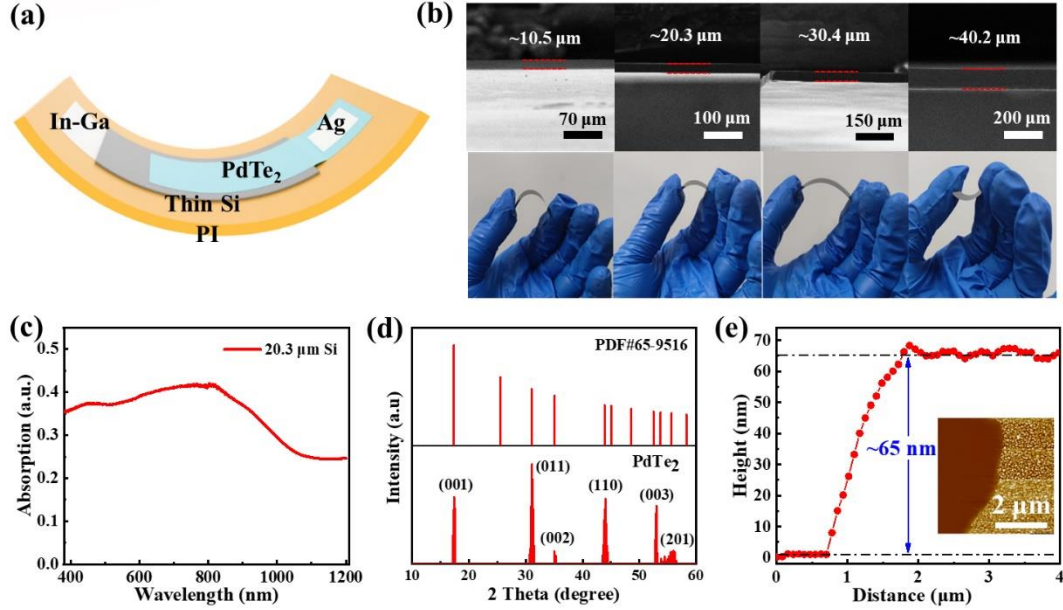 (a)
In-Ga
Ag
PdTe2
Thin Si
PI
(b)
~10.5 μm
~20.3 μm
~30.4 μm
~40.2 μm
70 μm
100 μm
150 μm
200 μm
(c)
0.5
0.4
0.3
0.2
0.1
0.0
Absorption (a.u.)
20.3 μm Si
400 600 800 1000 1200
Wavelength (nm)
(d)
PDF#65-9516
Intensity (a.u)
PdTe2
(001)
(011)
(002)
(110)
(003)
(201)
10 20 30 40 50 60
2 Theta (degree)
(e)
70
60
50
40
30
20
10
0
Height (nm)
~65 nm
2 μm
0 1 2 3 4
Distance (μm)